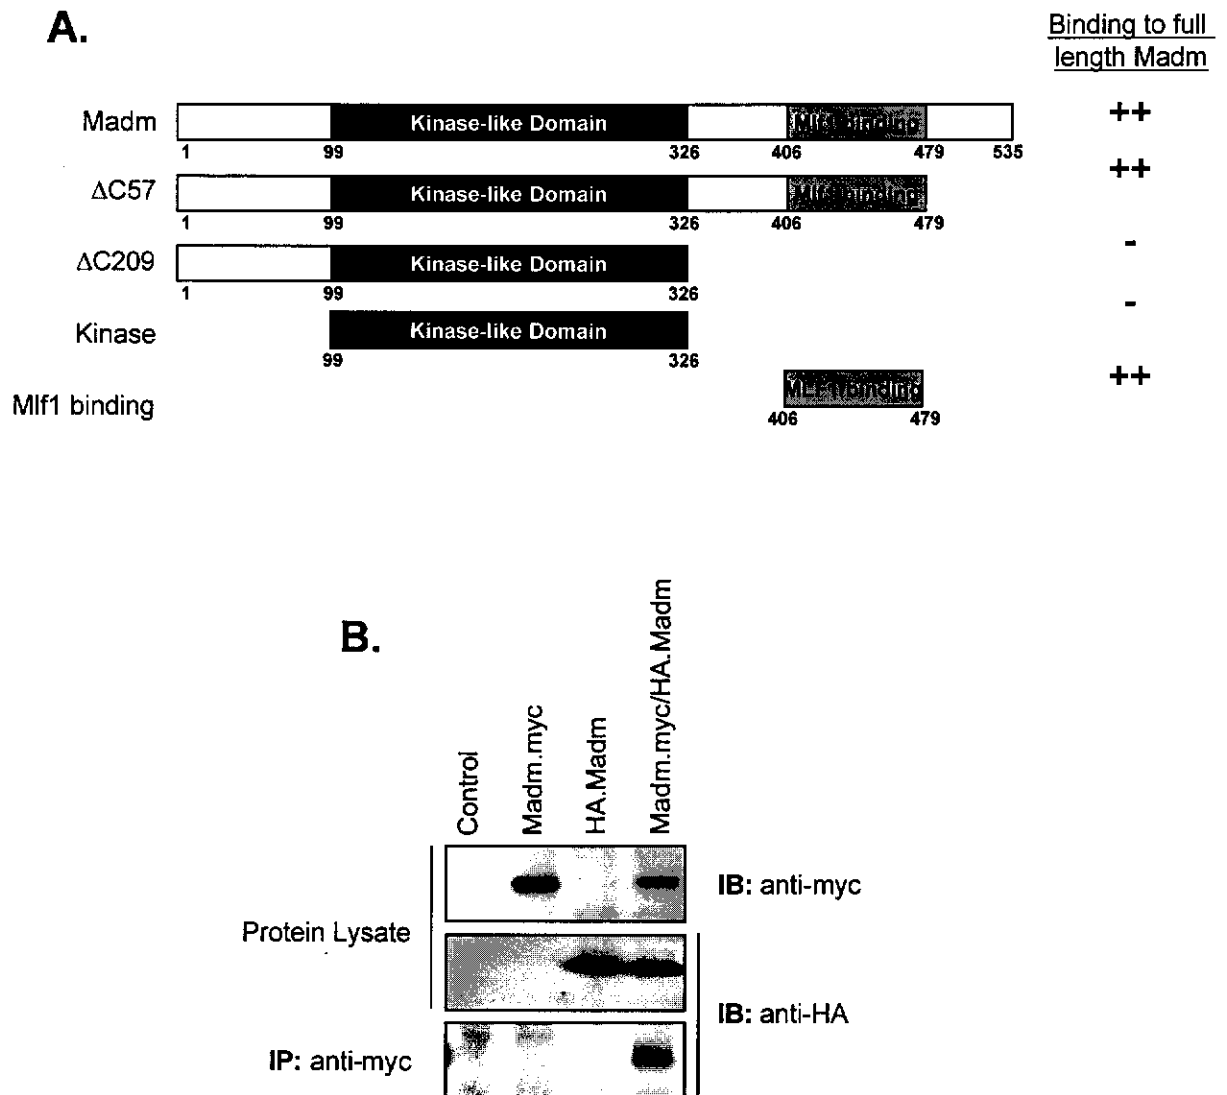 A.
Binding to full
length Madm
Madm
Kinase-like Domain
Mlf1 binding
++
1 99 326 406 479 535
ΔC57
Kinase-like Domain
Mlf1 binding
++
1 99 326 406 479
ΔC209
Kinase-like Domain
-
1 99 326
Kinase
Kinase-like Domain
-
99 326
Mlf1 binding
MLF1 binding
++
406 479
B.
Control
Madm.myc
HA.Madm
Madm.myc/HA.Madm
Protein Lysate
IB: anti-myc
IB: anti-HA
IP: anti-myc